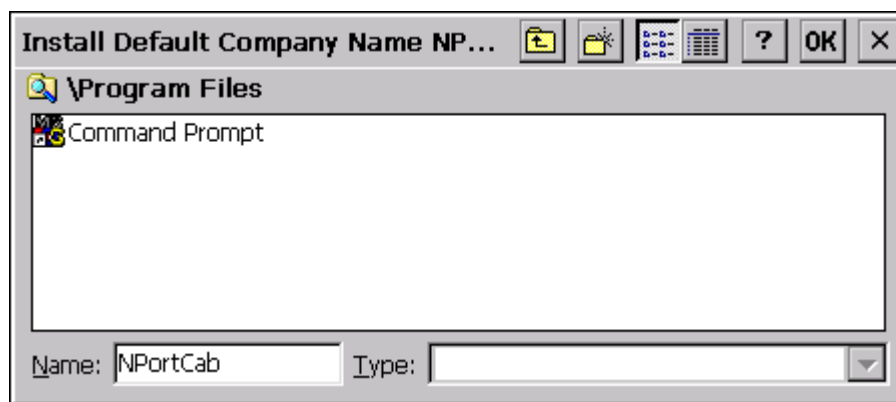 Install Default Company Name NP... ? OK ×
\Program Files
Command Prompt
Name: NPortCab Type: